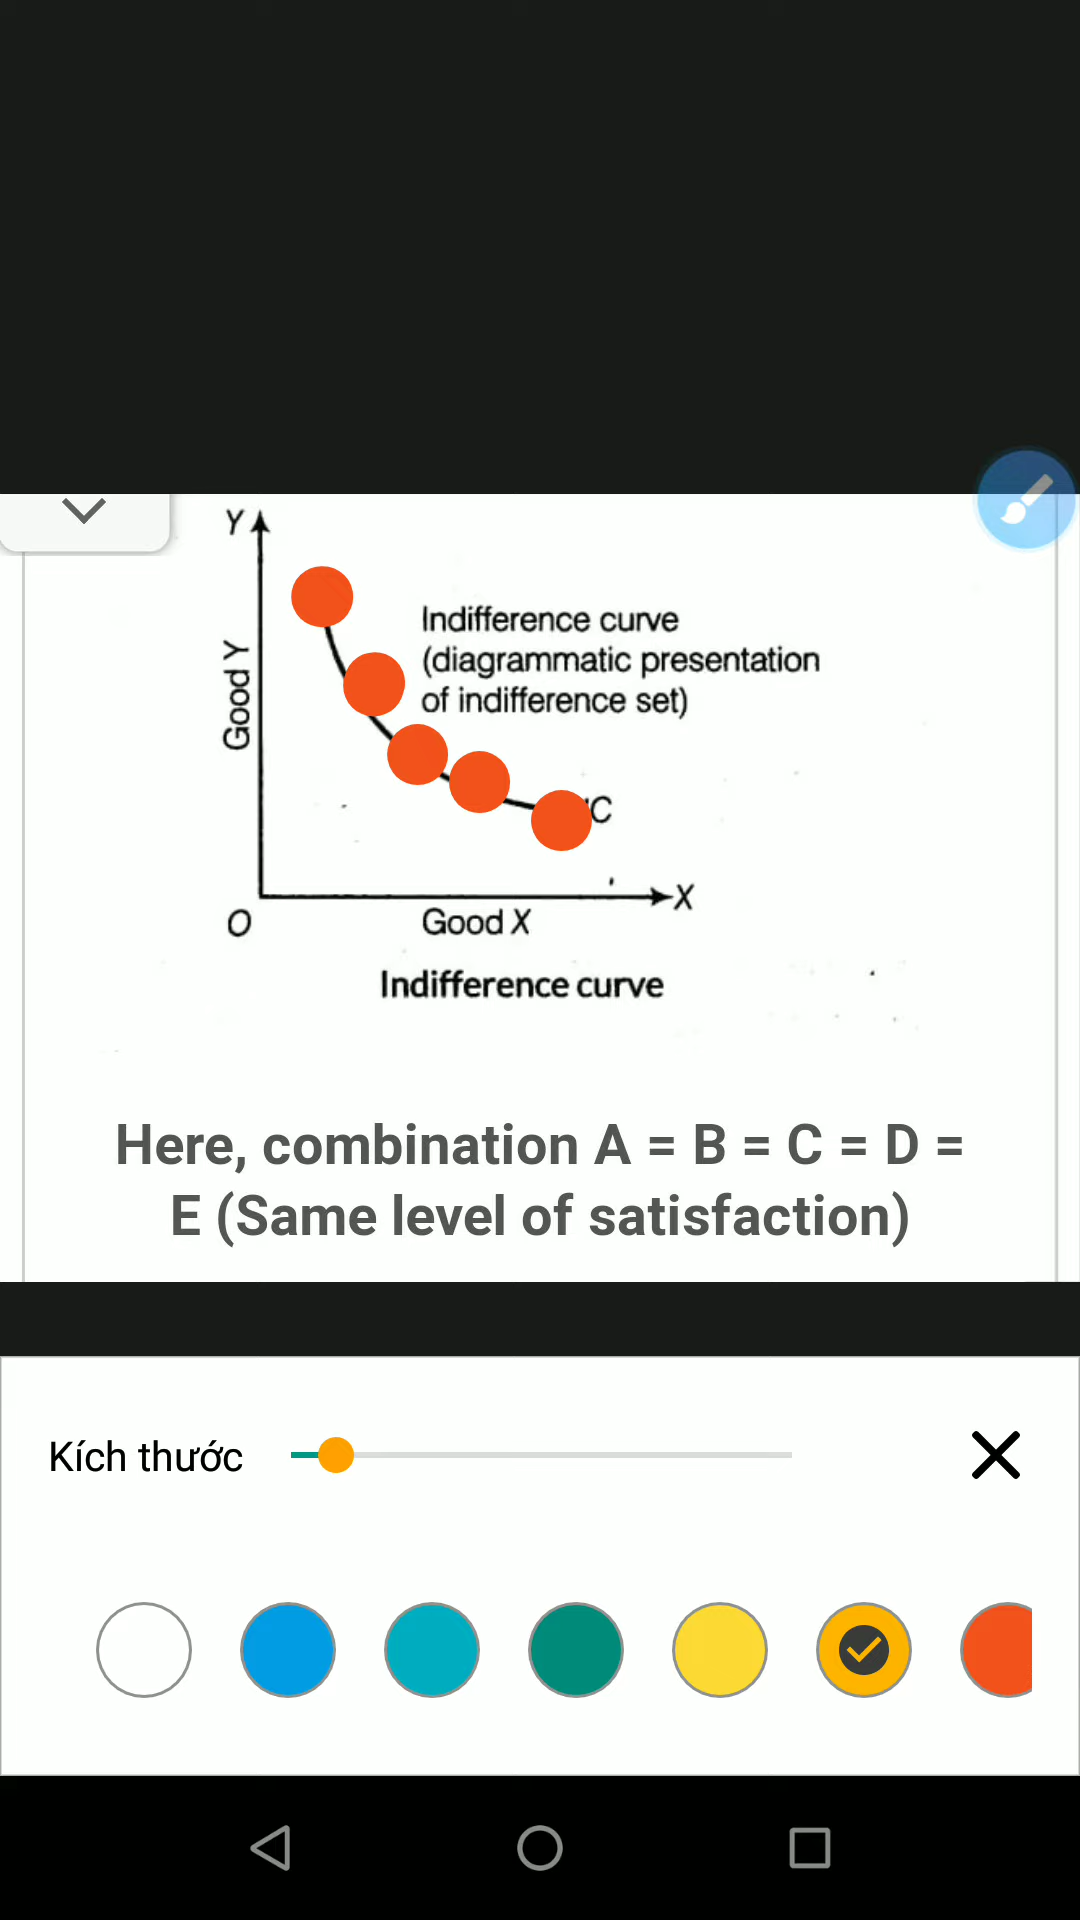 Y
Good Y
Indifference curve
(diagrammatic presentation
of indifference set)
C
X
O
Good X
Indifference curve
Here, combination A = B = C = D =
E (Same level of satisfaction)
Kích thước